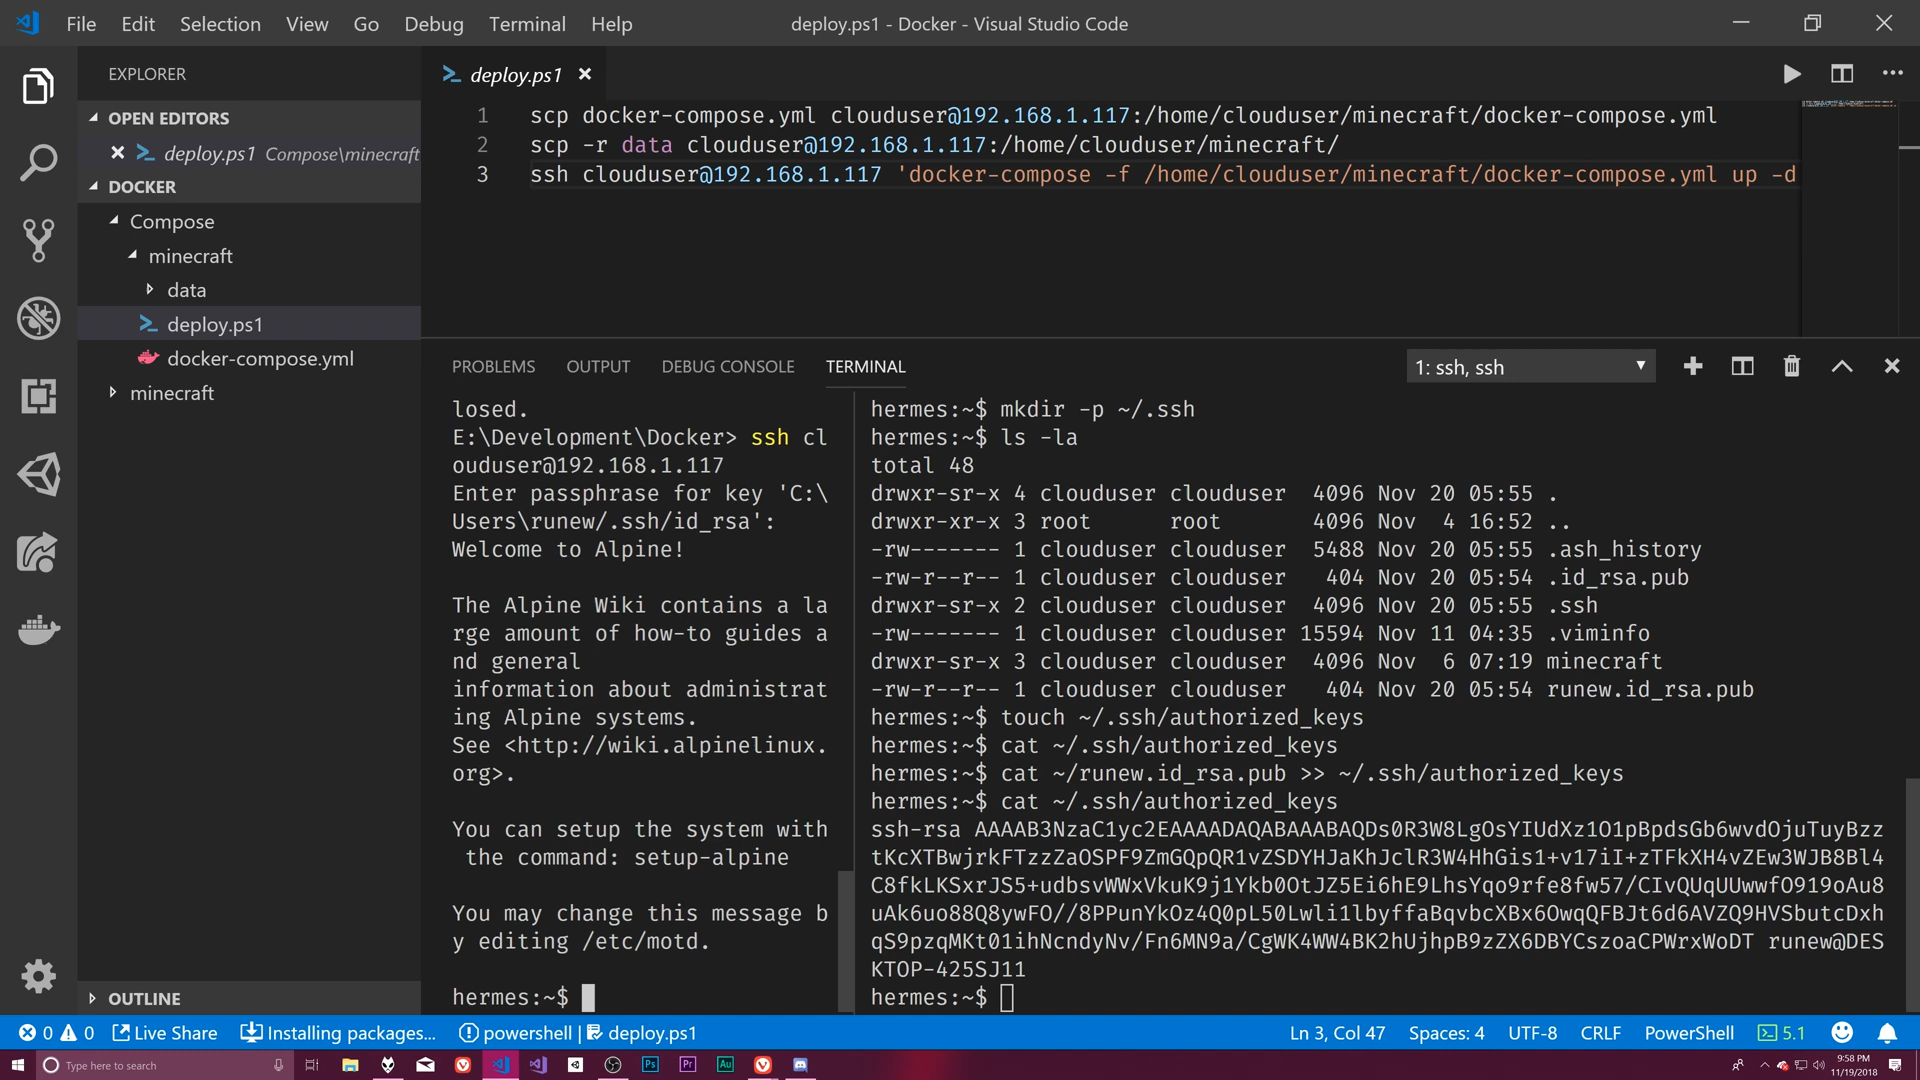 File Edit Selection View Go Debug Terminal Help
deploy.ps1 - Docker - Visual Studio Code
EXPLORER
OPEN EDITORS
deploy.ps1 Compose\minecraft
DOCKER
Compose
minecraft
data
deploy.ps1
docker-compose.yml
minecraft
OUTLINE
deploy.ps1
1 scp docker-compose.yml clouduser@192.168.1.117:/home/clouduser/minecraft/docker-compose.yml
2 scp -r data clouduser@192.168.1.117:/home/clouduser/minecraft/
3 ssh clouduser@192.168.1.117 'docker-compose -f /home/clouduser/minecraft/docker-compose.yml up -d
PROBLEMS OUTPUT DEBUG CONSOLE TERMINAL
1: ssh, ssh
losed.
E:\Development\Docker> ssh cl
ouduser@192.168.1.117
Enter passphrase for key 'C:\
Users\runew/.ssh/id_rsa':
Welcome to Alpine!
The Alpine Wiki contains a la
rge amount of how-to guides a
nd general
information about administrat
ing Alpine systems.
See <http://wiki.alpinelinux.
org>.
You can setup the system with
the command: setup-alpine
You may change this message b
y editing /etc/motd.
hermes:~$
hermes:~$ mkdir -p ~/.ssh
hermes:~$ ls -la
total 48
drwxr-sr-x 4 clouduser clouduser 4096 Nov 20 05:55 .
drwxr-xr-x 3 root root 4096 Nov 4 16:52 ..
-rw------- 1 clouduser clouduser 5488 Nov 20 05:55 .ash_history
-rw-r--r-- 1 clouduser clouduser 404 Nov 20 05:54 .id_rsa.pub
drwxr-sr-x 2 clouduser clouduser 4096 Nov 20 05:55 .ssh
-rw------- 1 clouduser clouduser 15594 Nov 11 04:35 .viminfo
drwxr-sr-x 3 clouduser clouduser 4096 Nov 6 07:19 minecraft
-rw-r--r-- 1 clouduser clouduser 404 Nov 20 05:54 runew.id_rsa.pub
hermes:~$ touch ~/.ssh/authorized_keys
hermes:~$ cat ~/.ssh/authorized_keys
hermes:~$ cat ~/runew.id_rsa.pub >> ~/.ssh/authorized_keys
hermes:~$ cat ~/.ssh/authorized_keys
ssh-rsa AAAAB3NzaC1yc2EAAAADAQABAAABAQDs0R3W8LgOsYIUdXz1O1pBpdsGb6wvdOjuTuyBzz
tKcXTBwjrkFTzzZaOSPF9ZmGQpQR1vZSDYHJaKhJclR3W4HhGis1+v17iI+zTFkXH4vZEw3WJB8Bl4
C8fkLKSxrJS5+udbsvWWxVkuK9j1Ykb0OtJZ5Ei6hE9LhsYqo9rfe8fw57/CIvQUqUUwwfO919oAu8
uAk6uo88Q8ywFO//8PPunYkOz4Q0pL50Lwli1lbyffaBqvbcXBx6OwqQFBJt6d6AVZQ9HVSbutcDxh
qS9pzqMKt01ihNcndyNv/Fn6MN9a/CgWK4WW4BK2hUjhpB9zZX6DBYCszoaCPWrxWoDT runew@DES
KTOP-425SJ11
hermes:~$
0 0 Live Share Installing packages... powershell | deploy.ps1
Ln 3, Col 47 Spaces: 4 UTF-8 CRLF PowerShell 5.1
Type here to search
Ps Pr Au
9:58 PM
11/19/2018